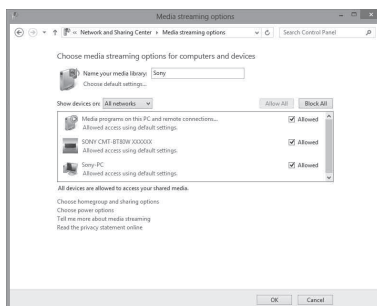 Media streaming options
« Network and Sharing Center ▸ Media streaming options
Search Control Panel
Choose media streaming options for computers and devices
Name your media library: Sony
Choose default settings...
Show devices on: All networks
Allow All
Block All
Media programs on this PC and remote connections...
Allowed access using default settings.
Allowed
SONY CMT-BT80W XXXXXX
Allowed access using default settings.
Allowed
Sony-PC
Allowed access using default settings.
Allowed
All devices are allowed to access your shared media.
Choose homegroup and sharing options
Choose power options
Tell me more about media streaming
Read the privacy statement online
OK
Cancel